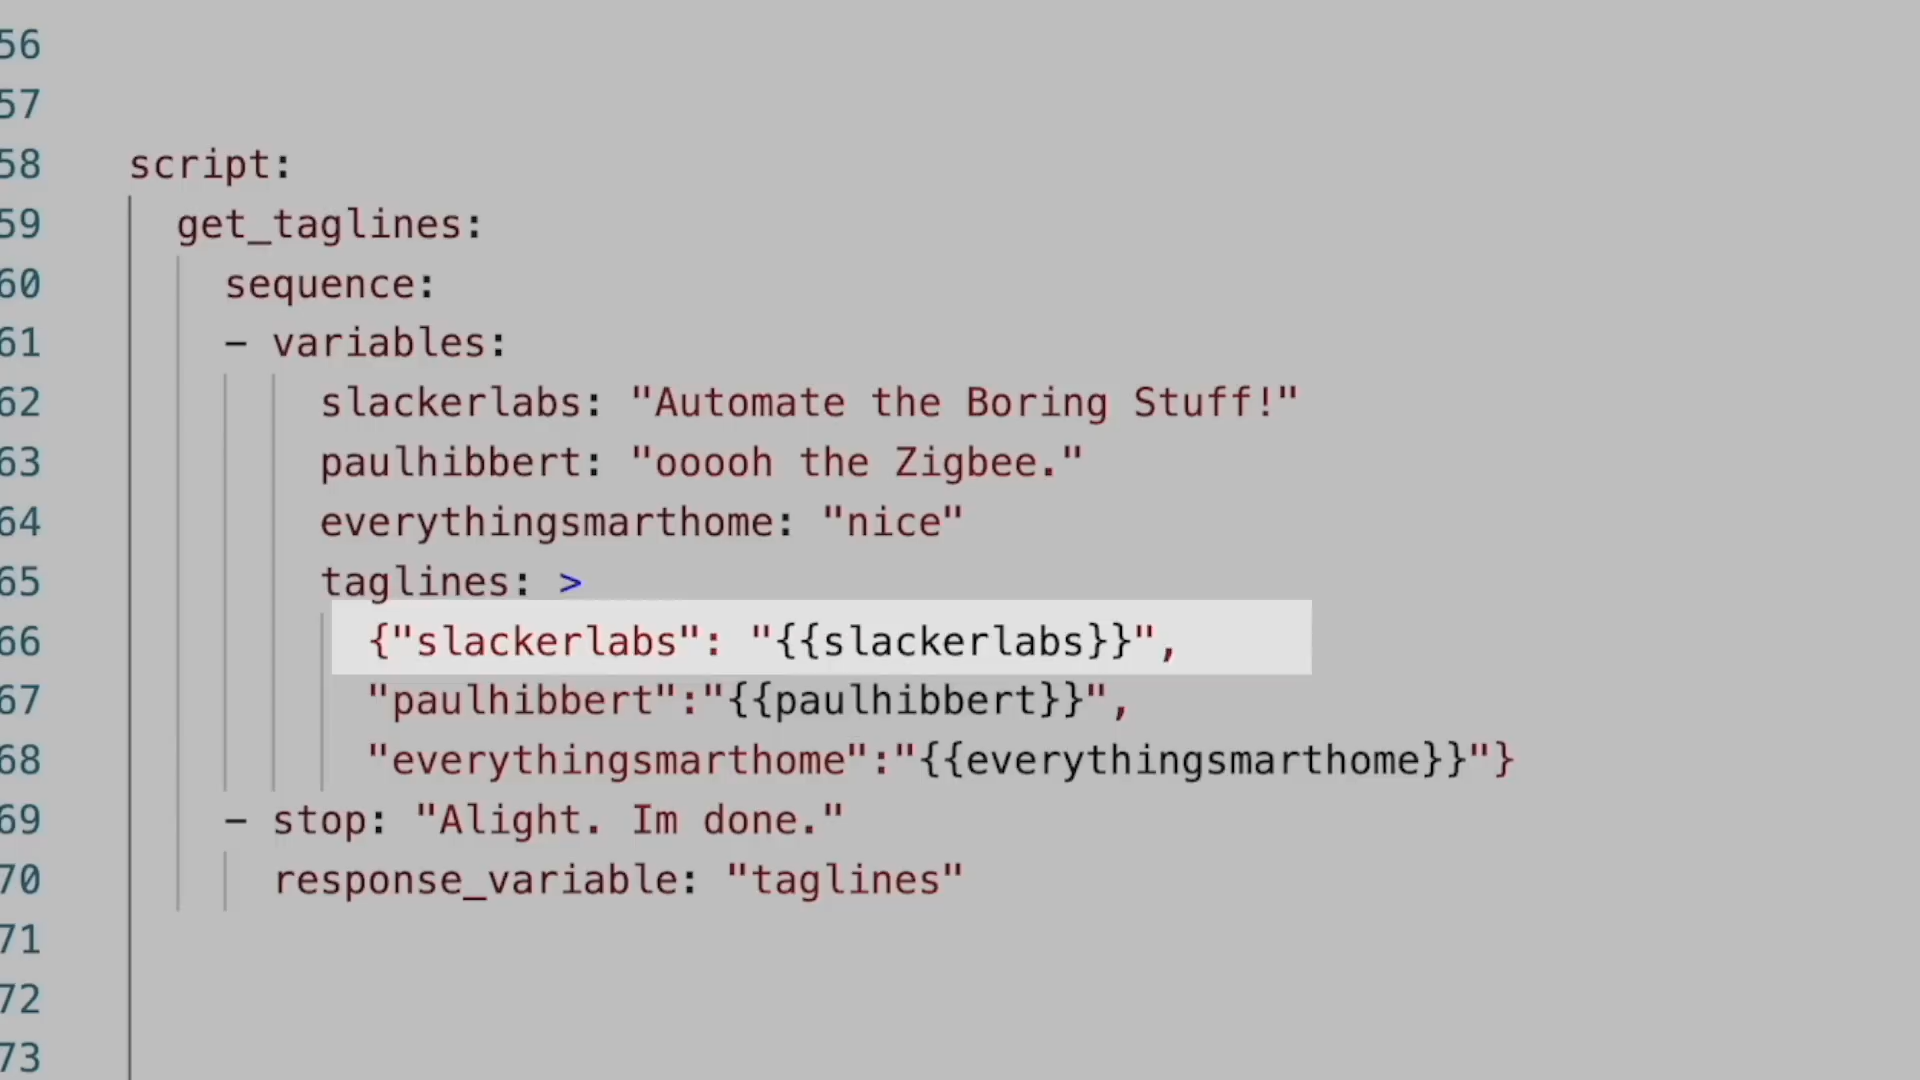 56
57
58 script:
59 get_taglines:
60 sequence:
61 - variables:
62 slackerlabs: "Automate the Boring Stuff!"
63 paulhibbert: "ooooh the Zigbee."
64 everythingsmarthome: "nice"
65 taglines: >
66 {"slackerlabs": "{{slackerlabs}}",
67 "paulhibbert":"{{paulhibbert}}",
68 "everythingsmarthome":"{{everythingsmarthome}}"}
69 - stop: "Alight. Im done."
70 response_variable: "taglines"
71
72
73